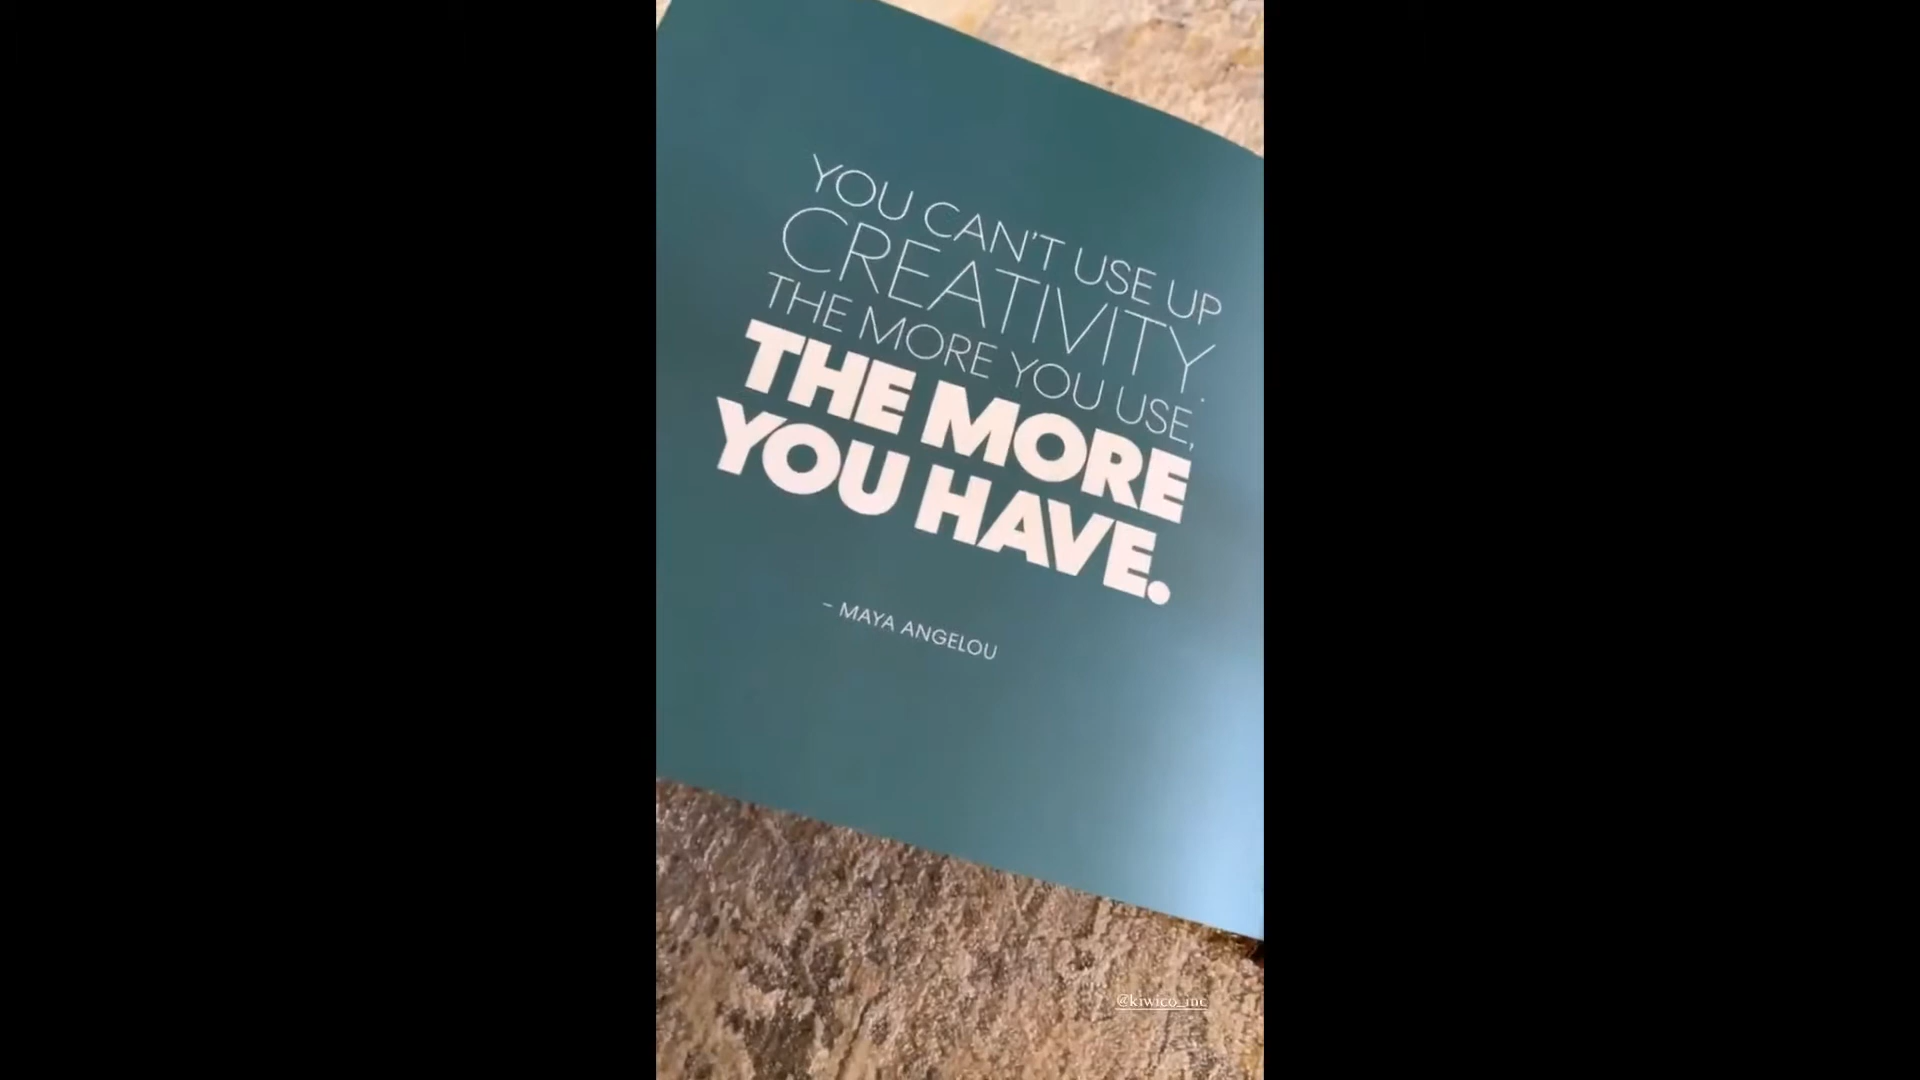 YOU CAN'T USE UP
CREATIVITY.
THE MORE YOU USE,
THE MORE
YOU HAVE.
- MAYA ANGELOU
@kiwico_inc